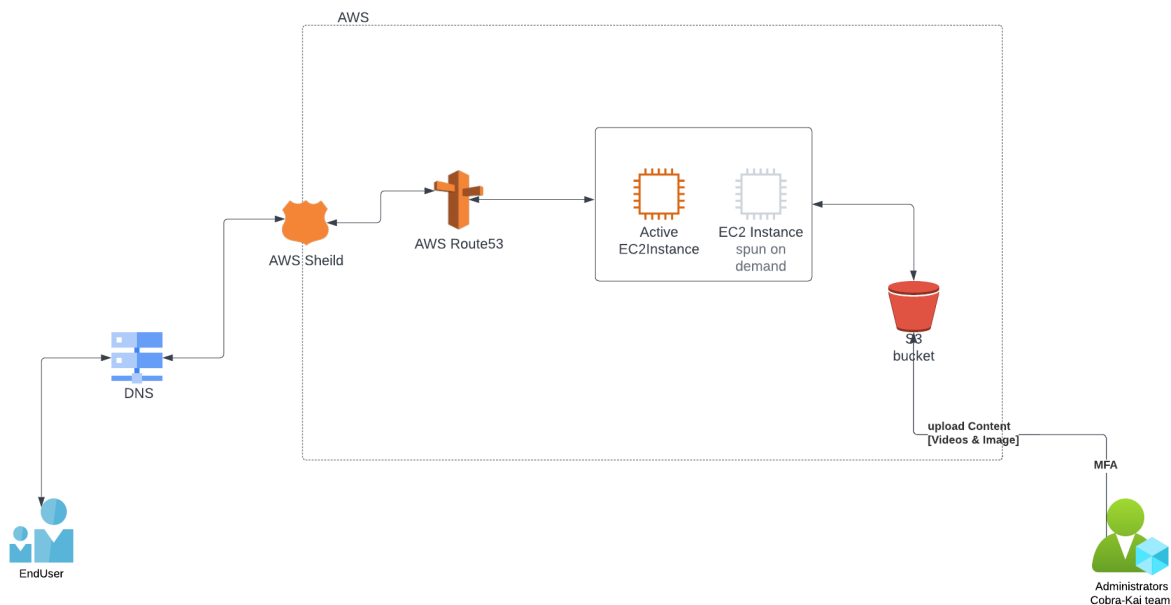 AWS
AWS Sheild
AWS Route53
Active
EC2Instance
EC2 Instance
spun on
demand
S3
bucket
DNS
upload Content
[Videos & Image]
MFA
EndUser
Administrators
Cobra-Kai team